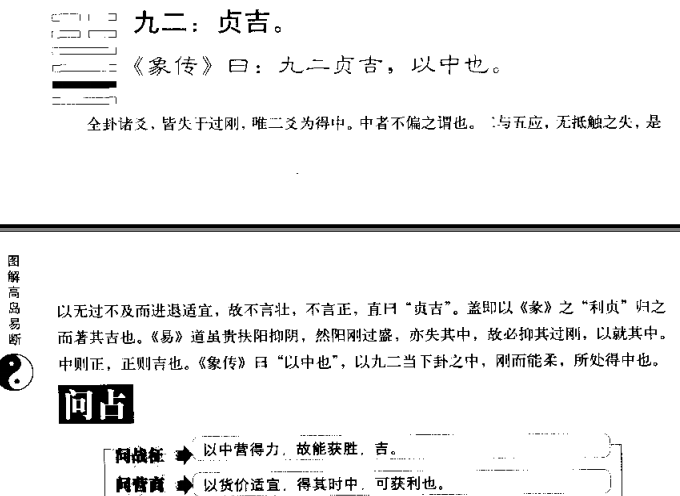 九二：贞吉。
《象传》曰：九二贞吉，以中也。
全卦诸爻，皆失于过刚，唯二爻为得中。中者不偏之谓也。二与五应，无抵触之失，是
图解高岛易断
以无过不及而进退适宜，故不言壮，不言正，直曰“贞吉”。盖即以《彖》之“利贞”归之
而著其吉也。《易》道虽贵扶阳抑阴，然阳刚过盛，亦失其中，故必抑其过刚，以就其中。
中则正，正则吉也。《象传》曰“以中也”，以九二当下卦之中，刚而能柔，所处得中也。
问占
问战征
以中营得力，故能获胜，吉。
问营商
以货价适宜，得其时中，可获利也。